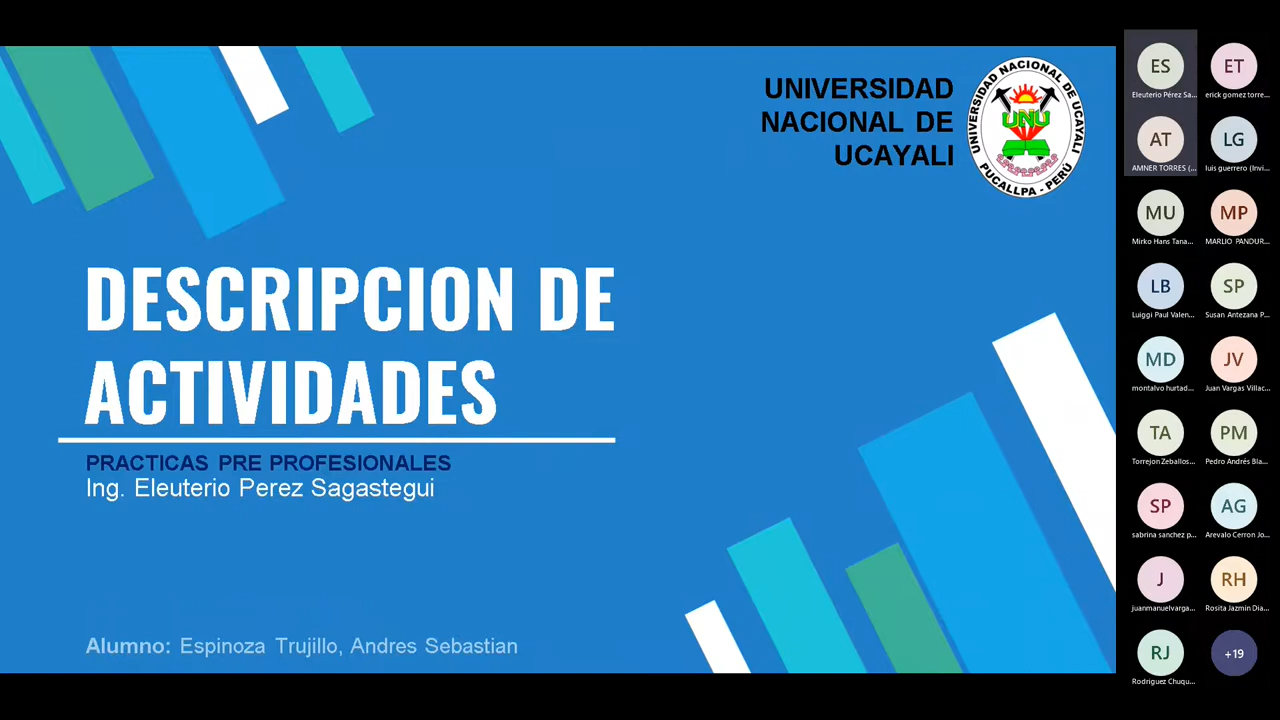 UNIVERSIDAD
NACIONAL DE
UCAYALI
UNIVERSIDAD NACIONAL DE UCAYALI
UNU
PUCALLPA - PERÚ
DESCRIPCION DE
ACTIVIDADES
PRACTICAS PRE PROFESIONALES
Ing. Eleuterio Perez Sagastegui
Alumno: Espinoza Trujillo, Andres Sebastian
ES
ET
Eleuterio Pérez Sa...
erick gomez torre...
AT
LG
AMNER TORRES (...
luis guerrero (Invi...
MU
MP
Mirko Hans Tana...
MARLIO PANDUR...
LB
SP
Luiggi Paul Valen...
Susan Antezana P...
MD
JV
montalvo hurtad...
Juan Vargas Villac...
TA
PM
Torrejon Zeballos...
Pedro Andrés Bla...
SP
AG
sabrina sanchez p...
Arevalo Cerron Jo...
J
RH
juanmanuelvarga...
Rosita Jazmin Dia...
RJ
+19
Rodriguez Chuqu...